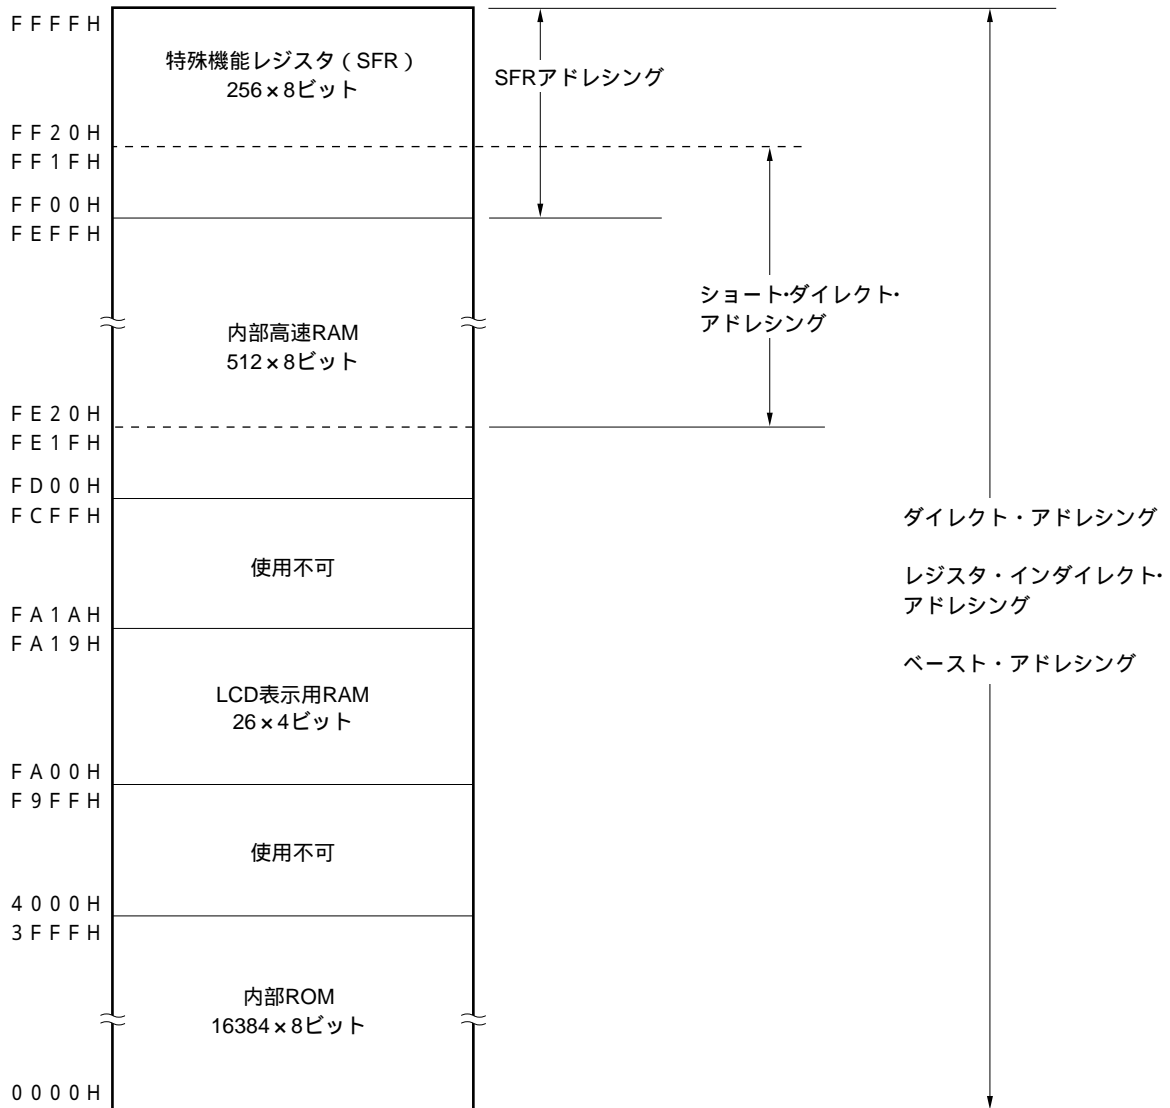 FFFFH
特殊機能レジスタ（SFR）
256×8ビット
SFRアドレシング
FF20H
FF1FH
FF00H
FEFFH
ショート・ダイレクト・
アドレシング
内部高速RAM
512×8ビット
FE20H
FE1FH
FD00H
FCFFH
ダイレクト・アドレシング
レジスタ・インダイレクト・
アドレシング
ベースト・アドレシング
使用不可
FA1AH
FA19H
LCD表示用RAM
26×4ビット
FA00H
F9FFH
使用不可
4000H
3FFFH
内部ROM
16384×8ビット
0000H